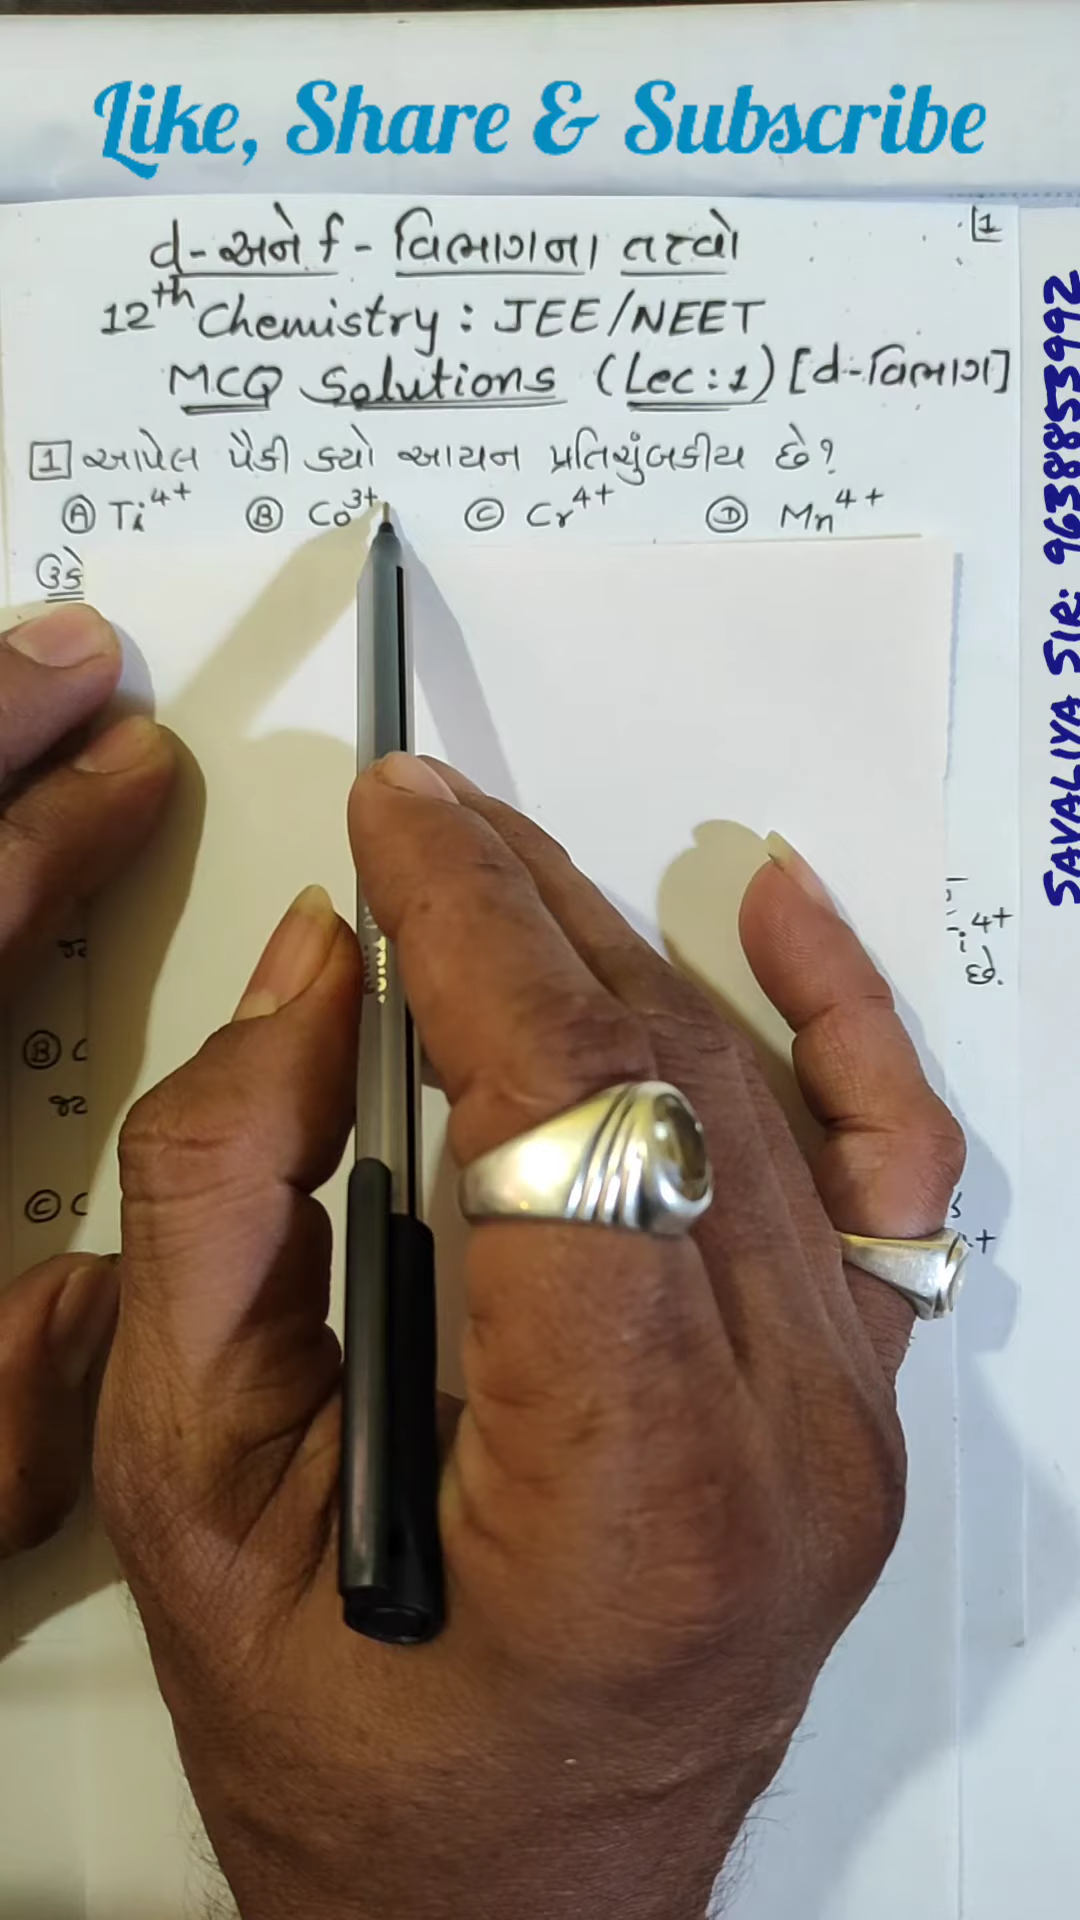 Like, Share & Subscribe
1
d-અને f - વિભાગના તત્વો
12th Chemistry : JEE/NEET
MCQ Solutions (Lec:1) [d-વિભાગ]
1 આપેલ પૈકી ક્યો આયન પ્રતિચુંબકીય છે?
Ⓐ Ti⁴⁺ Ⓑ Co³⁺ Ⓒ Cr⁴⁺ Ⓓ Mn⁴⁺
ઉકે
4+
છે.
Ⓑ C
Ⓒ C
+
SAVALIYA SIR: 9638853992